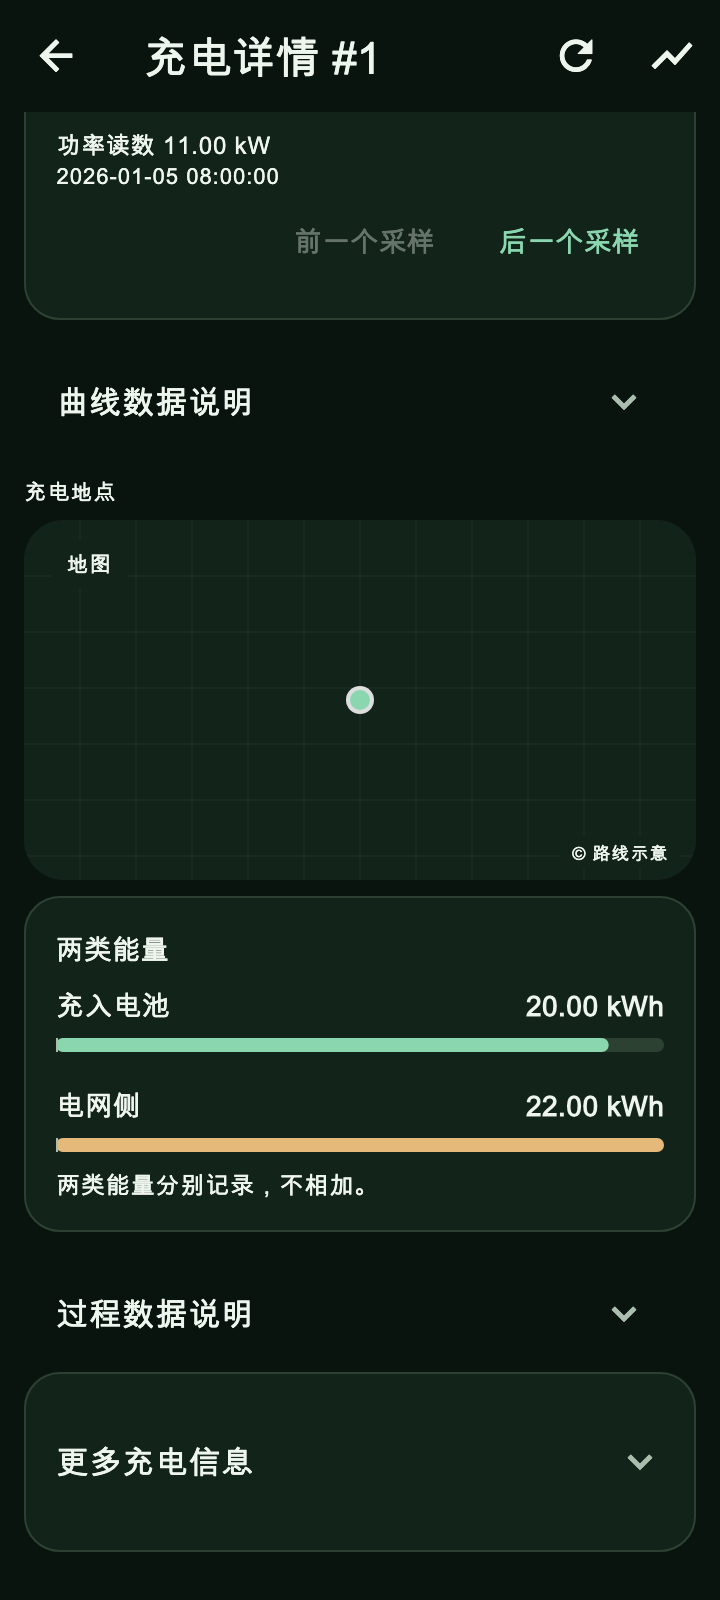 充电详情 #1
功率读数 11.00 kW
2026-01-05 08:00:00
前一个采样 后一个采样
曲线数据说明
充电地点
地图
© 路线示意
两类能量
充入电池 20.00 kWh
电网侧 22.00 kWh
两类能量分别记录，不相加。
过程数据说明
更多充电信息